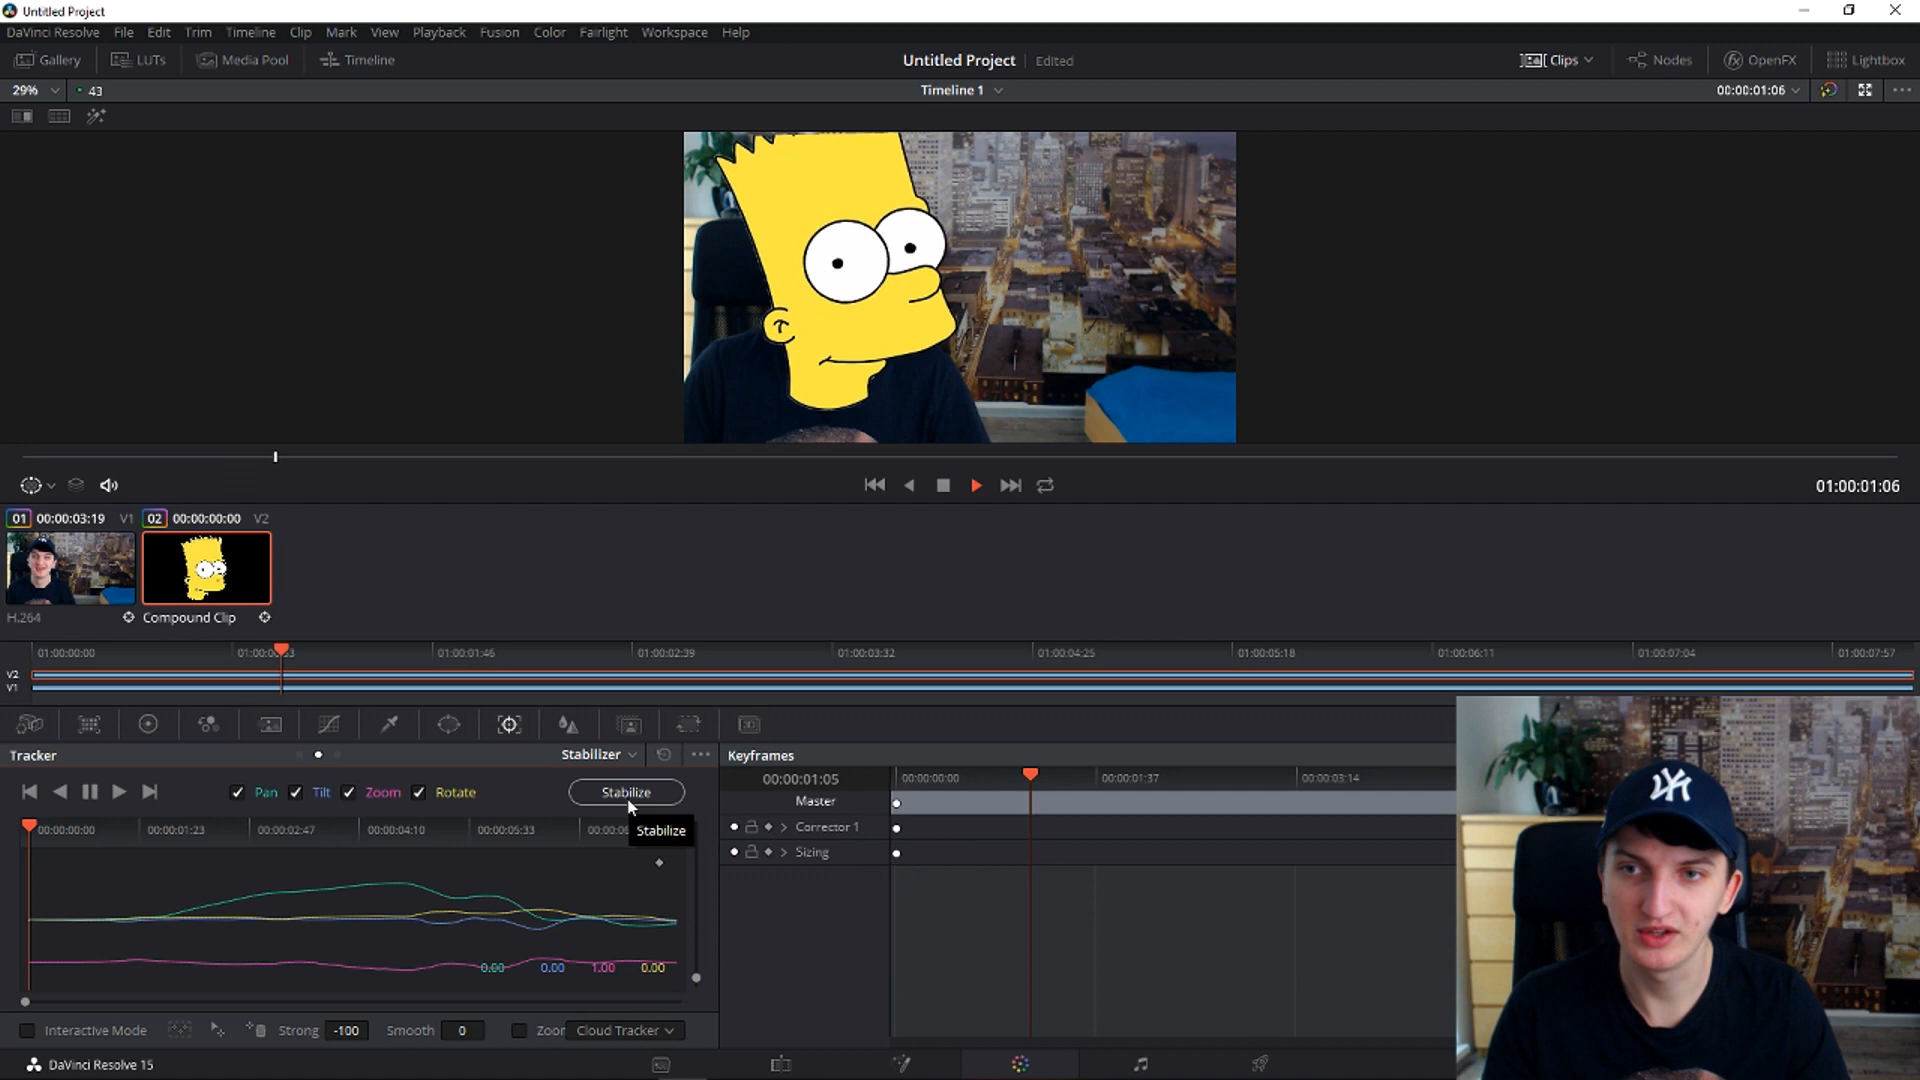 Untitled Project
DaVinci Resolve File Edit Trim Timeline Clip Mark View Playback Fusion Color Fairlight Workspace Help
Gallery LUTs Media Pool Timeline Untitled Project Edited Clips Nodes OpenFX Lightbox
29% 43 Timeline 1 00:00:01:06
01:00:01:06
01 00:00:03:19 V1 02 00:00:00:00 V2
H.264 Compound Clip
01:00:00:00 01:00:01:46 01:00:02:39 01:00:03:32 01:00:04:25 01:00:05:18 01:00:06:11 01:00:07:04 01:00:07:57
V2
V1
3D
Tracker Stabilizer Keyframes
00:00:01:05 00:00:00:00 00:00:01:37 00:00:03:14
Pan Tilt Zoom Rotate Stabilize Master
00:00:00:00 00:00:01:23 00:00:02:47 00:00:04:10 00:00:05:33 Stabilize Corrector 1
Sizing
0.00 0.00 1.00 0.00
Interactive Mode Strong -100 Smooth 0 Zoom Cloud Tracker
DaVinci Resolve 15
NY